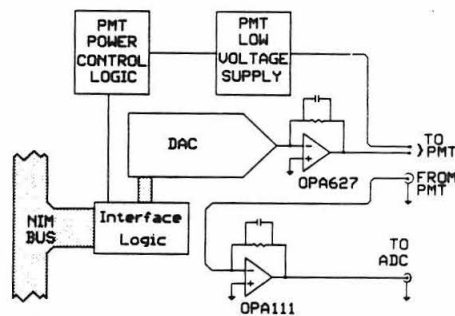 PMT
POWER
CONTROL
LOGIC
PMT
LOW
VOLTAGE
SUPPLY
DAC
- 
+
OPA627
TO
PMT
FROM
PMT
NIM
BUS
Interface
Logic
-
+
OPA111
TO
ADC